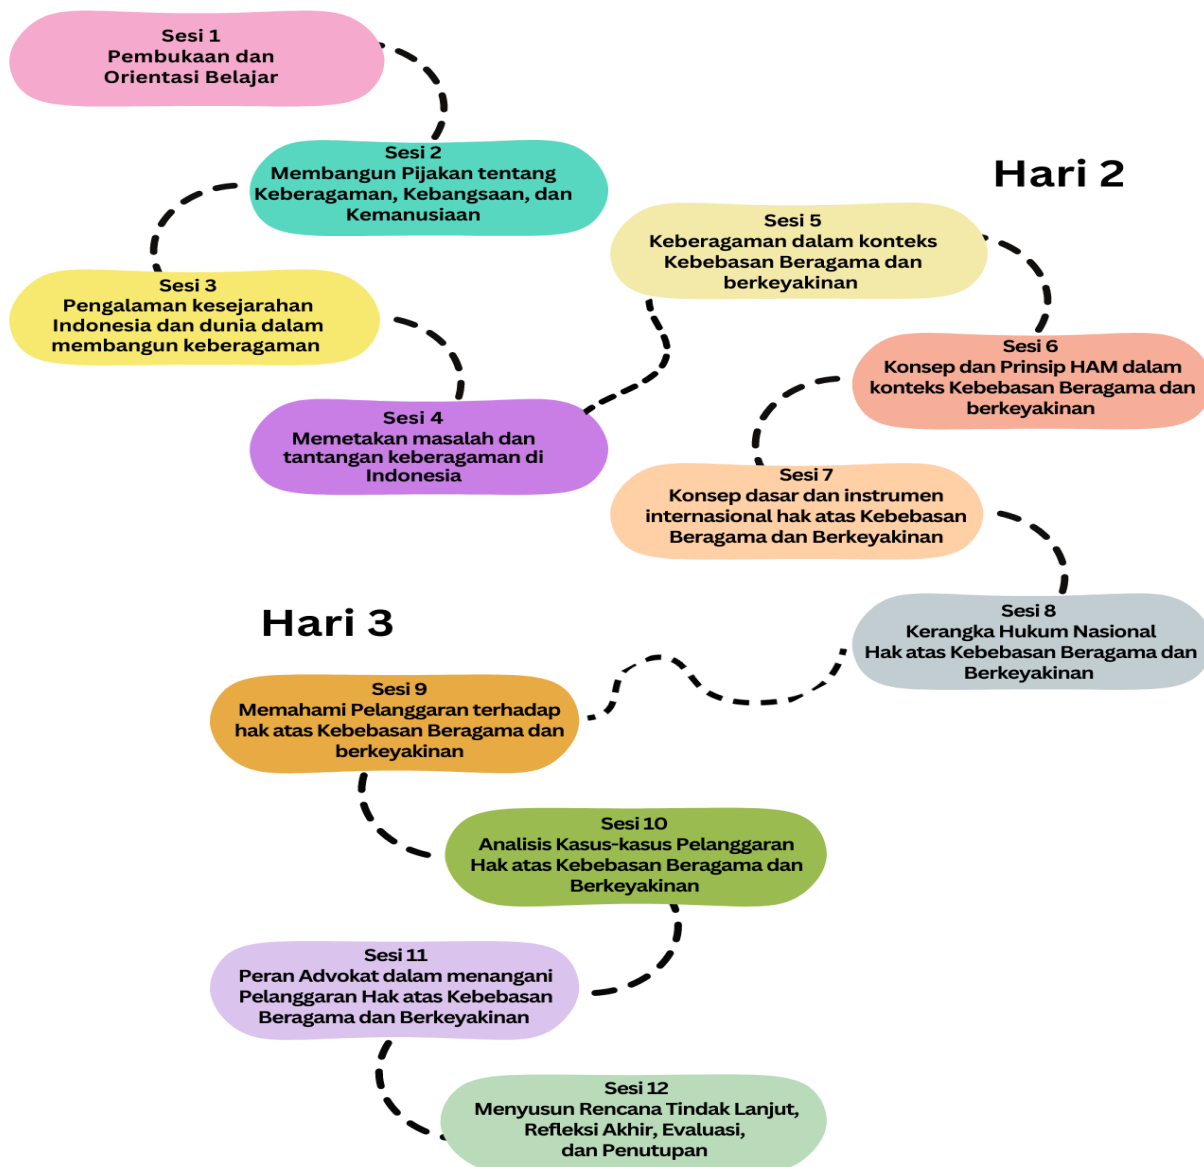 Sesi 1
Pembukaan dan
Orientasi Belajar
Sesi 2
Membangun Pijakan tentang
Keberagaman, Kebangsaan, dan
Kemanusiaan
Sesi 3
Pengalaman kesejarahan
Indonesia dan dunia dalam
membangun keberagaman
Sesi 4
Memetakan masalah dan
tantangan keberagaman di
Indonesia
Hari 2
Sesi 5
Keberagaman dalam konteks
Kebebasan Beragama dan
berkeyakinan
Sesi 6
Konsep dan Prinsip HAM dalam
konteks Kebebasan Beragama dan
berkeyakinan
Sesi 7
Konsep dasar dan instrumen
internasional hak atas Kebebasan
Beragama dan Berkeyakinan
Sesi 8
Kerangka Hukum Nasional
Hak atas Kebebasan Beragama dan
Berkeyakinan
Hari 3
Sesi 9
Memahami Pelanggaran terhadap
hak atas Kebebasan Beragama dan
berkeyakinan
Sesi 10
Analisis Kasus-kasus Pelanggaran
Hak atas Kebebasan Beragama dan
Berkeyakinan
Sesi 11
Peran Advokat dalam menangani
Pelanggaran Hak atas Kebebasan
Beragama dan Berkeyakinan
Sesi 12
Menyusun Rencana Tindak Lanjut,
Refleksi Akhir, Evaluasi,
dan Penutupan